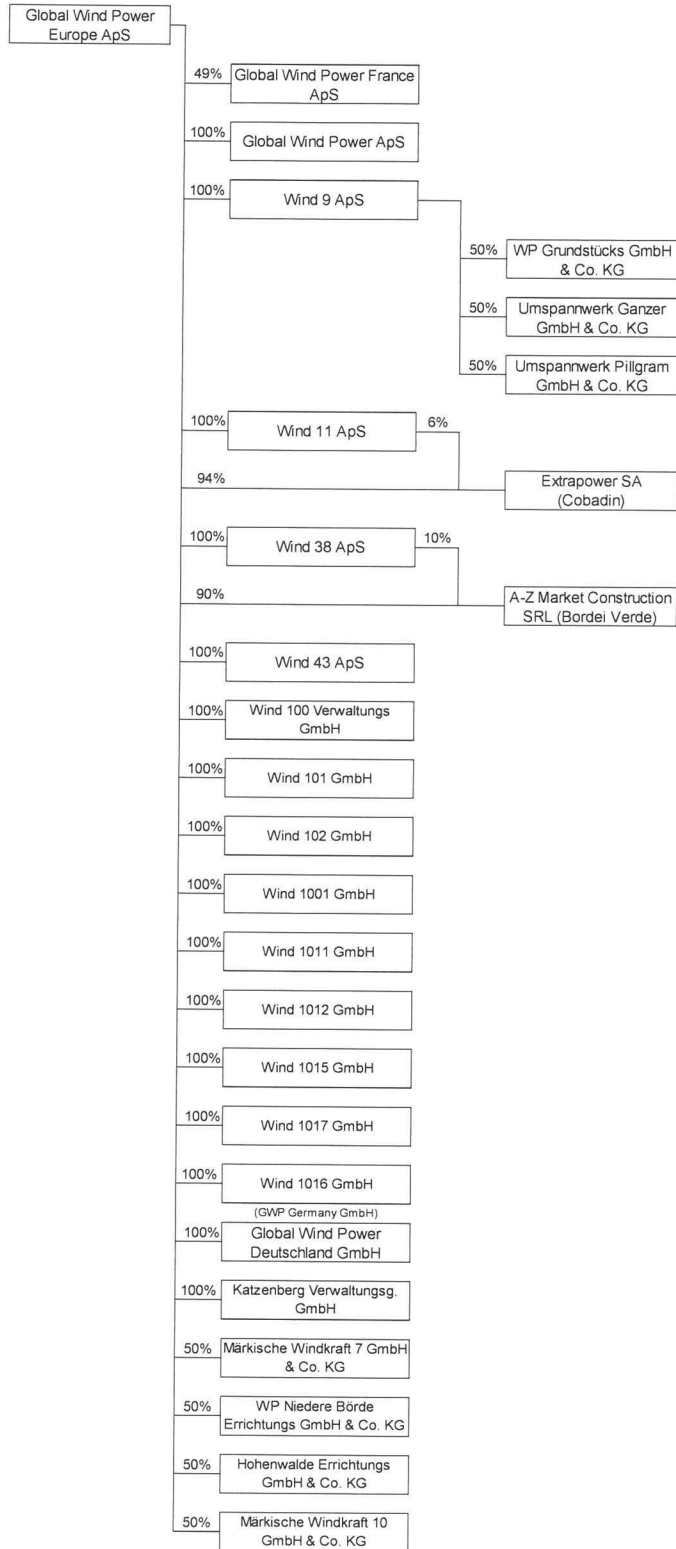 Global Wind Power
Europe ApS
49%
Global Wind Power France
ApS
100%
Global Wind Power ApS
100%
Wind 9 ApS
50%
WP Grundstücks GmbH
& Co. KG
50%
Umspannwerk Ganzer
GmbH & Co. KG
50%
Umspannwerk Pillgram
GmbH & Co. KG
100%
Wind 11 ApS
6%
94%
Extrapower SA
(Cobadin)
100%
Wind 38 ApS
10%
90%
A-Z Market Construction
SRL (Bordei Verde)
100%
Wind 43 ApS
100%
Wind 100 Verwaltungs
GmbH
100%
Wind 101 GmbH
100%
Wind 102 GmbH
100%
Wind 1001 GmbH
100%
Wind 1011 GmbH
100%
Wind 1012 GmbH
100%
Wind 1015 GmbH
100%
Wind 1017 GmbH
100%
Wind 1016 GmbH
(GWP Germany GmbH)
100%
Global Wind Power
Deutschland GmbH
100%
Katzenberg Verwaltungsg.
GmbH
50%
Märkische Windkraft 7 GmbH
& Co. KG
50%
WP Niedere Börde
Errichtungs GmbH & Co. KG
50%
Hohenwalde Errichtungs
GmbH & Co. KG
50%
Märkische Windkraft 10
GmbH & Co. KG